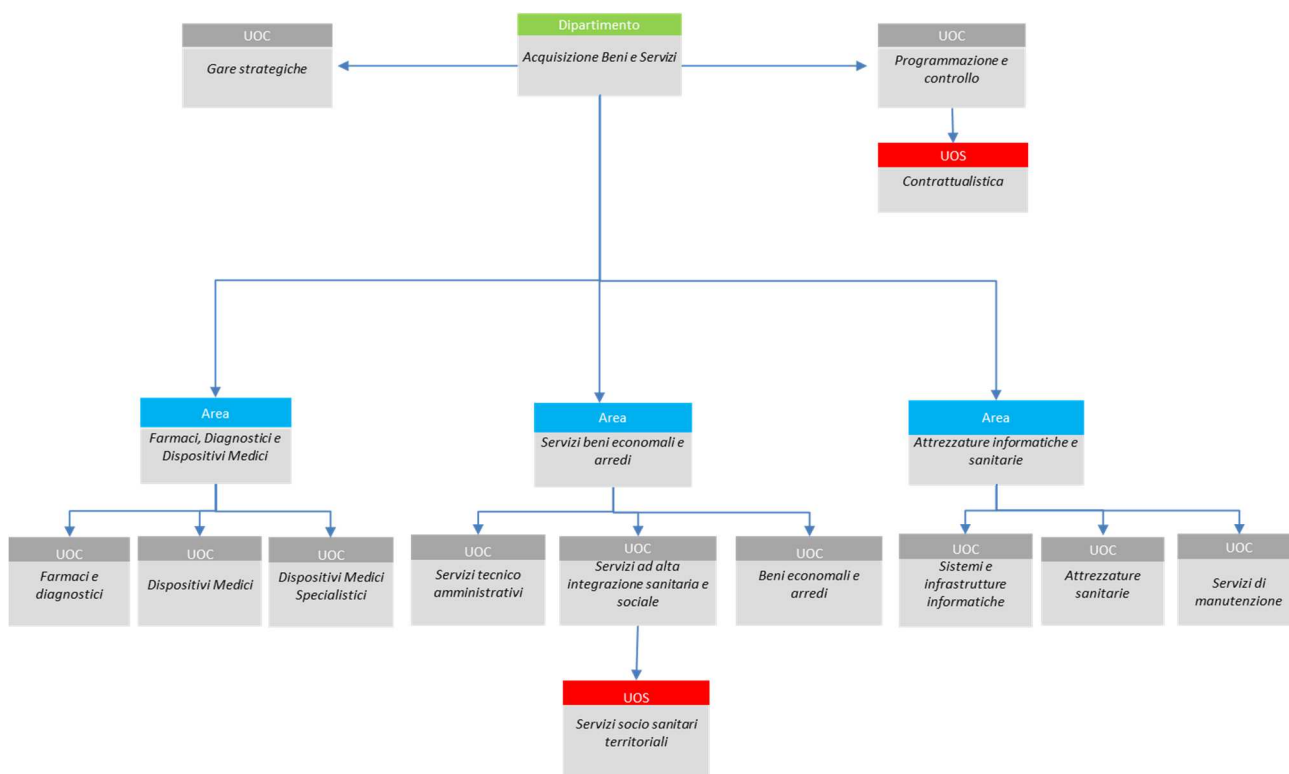 UOC
Gare strategiche
Dipartimento
Acquisizione Beni e Servizi
UOC
Programmazione e
controllo
UOS
Contrattualistica
Area
Farmaci, Diagnostici e
Dispositivi Medici
Area
Servizi beni economali e
arredi
Area
Attrezzature informatiche e
sanitarie
UOC
Farmaci e
diagnostici
UOC
Dispositivi Medici
UOC
Dispositivi Medici
Specialistici
UOC
Servizi tecnico
amministrativi
UOC
Servizi ad alta
integrazione sanitaria e
sociale
UOC
Beni economali e
arredi
UOC
Sistemi e
infrastrutture
informatiche
UOC
Attrezzature
sanitarie
UOC
Servizi di
manutenzione
UOS
Servizi socio sanitari
territoriali